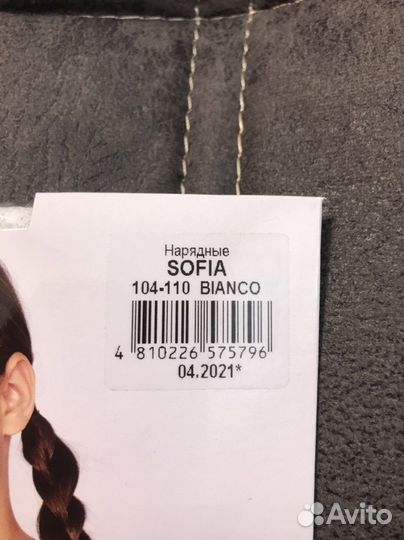 Нарядные
SOFIA
104-110 BIANCO
4 810226 575796
04.2021*
Avito